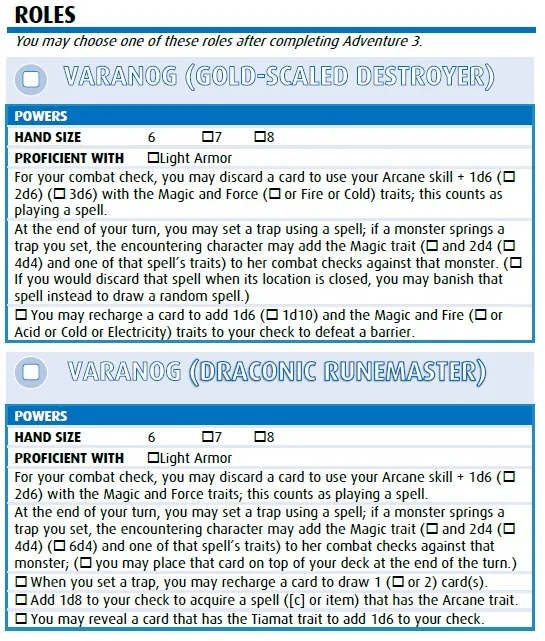 ROLES
You may choose one of these roles after completing Adventure 3.
☐ VARANOG (GOLD-SCALED DESTROYER)
POWERS
HAND SIZE 6 ☐7 ☐8
PROFICIENT WITH ☐Light Armor
For your combat check, you may discard a card to use your Arcane skill + 1d6 (☐
2d6) (☐ 3d6) with the Magic and Force (☐ or Fire or Cold) traits; this counts as
playing a spell.
At the end of your turn, you may set a trap using a spell; if a monster springs a
trap you set, the encountering character may add the Magic trait (☐ and 2d4 (☐
4d4) and one of that spell's traits) to her combat checks against that monster. (☐
If you would discard that spell when its location is closed, you may banish that
spell instead to draw a random spell.)
☐ You may recharge a card to add 1d6 (☐ 1d10) and the Magic and Fire (☐ or
Acid or Cold or Electricity) traits to your check to defeat a barrier.
☐ VARANOG (DRACONIC RUNEMASTER)
POWERS
HAND SIZE 6 ☐7 ☐8
PROFICIENT WITH ☐Light Armor
For your combat check, you may discard a card to use your Arcane skill + 1d6 (☐
2d6) with the Magic and Force traits; this counts as playing a spell.
At the end of your turn, you may set a trap using a spell; if a monster springs a
trap you set, the encountering character may add the Magic trait (☐ and 2d4 (☐
4d4) (☐ 6d4) and one of that spell's traits) to her combat checks against that
monster; (☐ you may place that card on top of your deck at the end of the turn.)
☐ When you set a trap, you may recharge a card to draw 1 (☐ or 2) card(s).
☐ Add 1d8 to your check to acquire a spell ([c] or item) that has the Arcane trait.
☐ You may reveal a card that has the Tiamat trait to add 1d6 to your check.